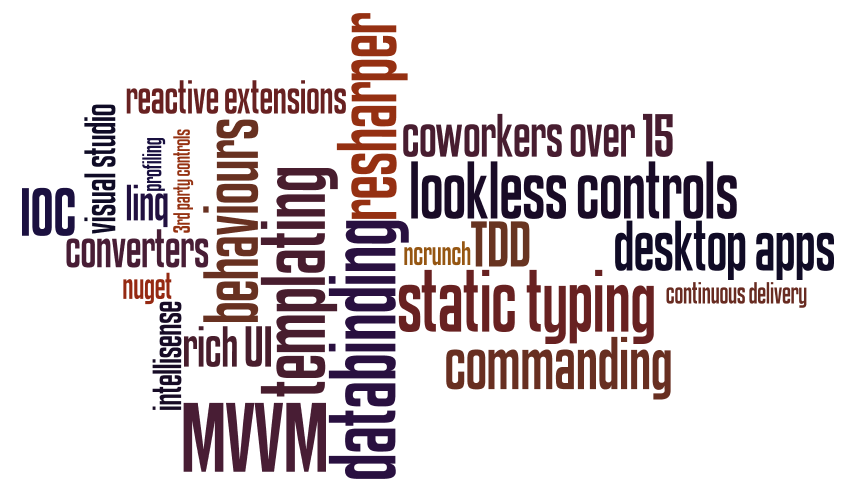 resharper
reactive extensions
visual studio
profiling
3rd party controls
behaviours
coworkers over 15
IOC
linq
templating
lookless controls
converters
databinding
ncrunch
TDD
desktop apps
nuget
static typing
continuous delivery
intellisense
rich UI
commanding
MVVM